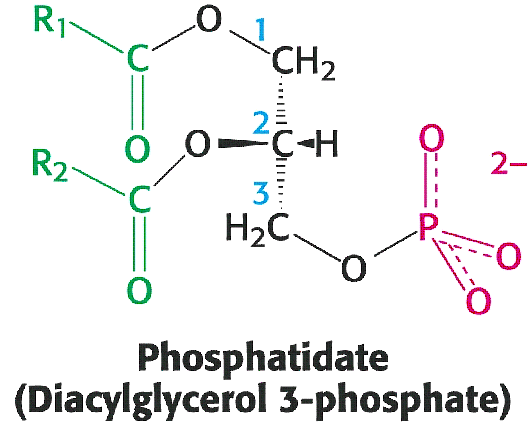 R1
O
1
C
CH2
O
O
2
C
H
R2
C
O
3
H2C
O
P
O
O
O
2–
Phosphatidate
(Diacylglycerol 3-phosphate)